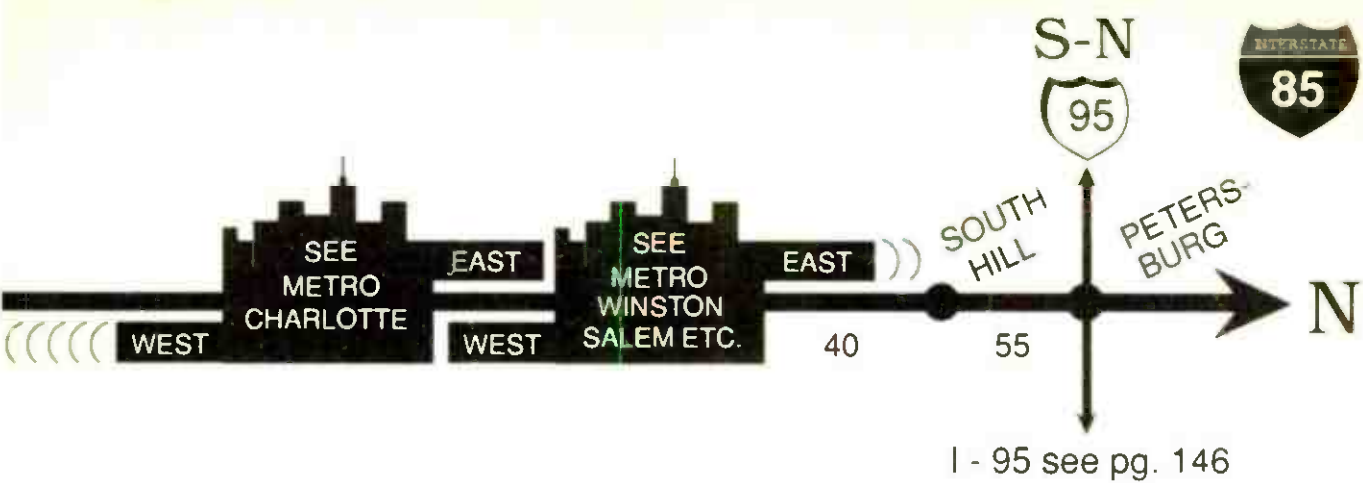 S-N
INTERSTATE
85
95
SOUTH
HILL
PETERS-
BURG
SEE
METRO
CHARLOTTE
EAST
WEST
SEE
METRO
WINSTON
SALEM ETC.
EAST
WEST
40
55
N
I - 95 see pg. 146